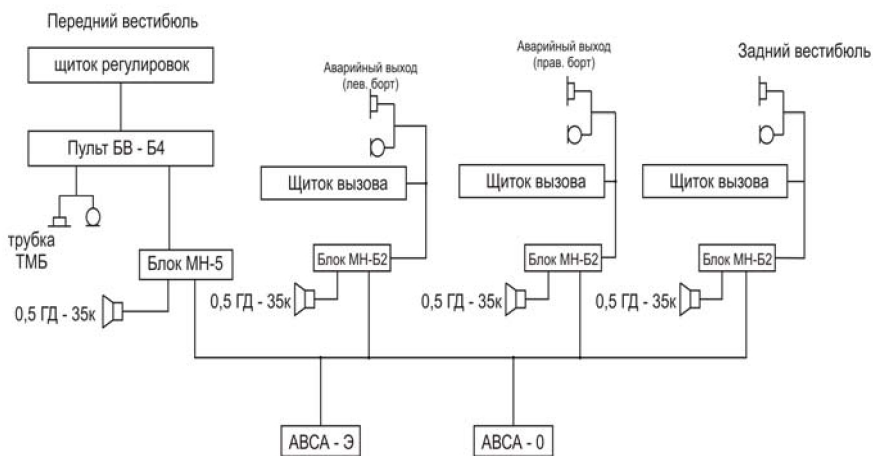 Передний вестибюль
щиток регулировок
Пульт БВ - Б4
трубка
ТМБ
Блок МН-5
0,5 ГД - 35к
Аварийный выход
(лев. борт)
Щиток вызова
Блок МН-Б2
0,5 ГД - 35к
Аварийный выход
(прав. борт)
Щиток вызова
Блок МН-Б2
0,5 ГД - 35к
Задний вестибюль
Щиток вызова
Блок МН-Б2
0,5 ГД - 35к
АВСА - Э
АВСА - 0